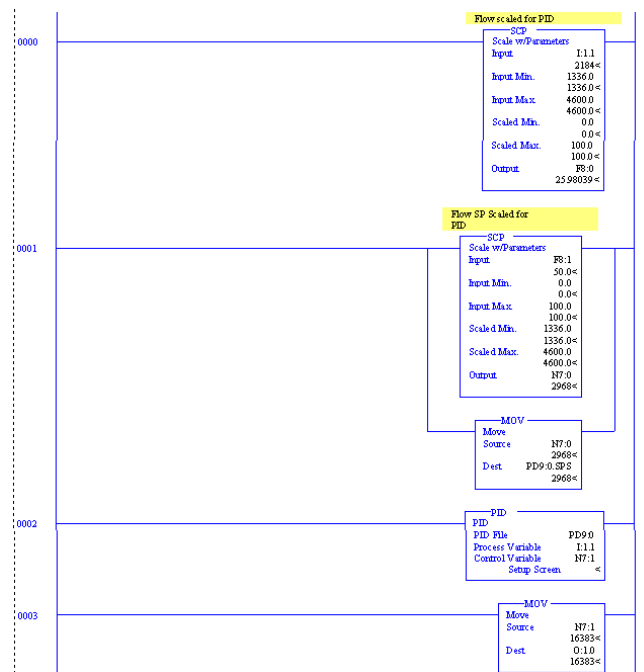 Flow scaled for PID
0000
SCP
Scale w/Parameters
Input I:1.1
2184<
Input Min. 1336.0
1336.0<
Input Max. 4600.0
4600.0<
Scaled Min. 0.0
0.0<
Scaled Max. 100.0
100.0<
Output F8:0
25.98039<
Flow SP Scaled for
PID
0001
SCP
Scale w/Parameters
Input F8:1
50.0<
Input Min. 0.0
0.0<
Input Max. 100.0
100.0<
Scaled Min. 1336.0
1336.0<
Scaled Max. 4600.0
4600.0<
Output N7:0
2968<
MOV
Move
Source N7:0
2968<
Dest PD9:0.SPS
2968<
0002
PID
PID
PID File PD9:0
Process Variable I:1.1
Control Variable N7:1
Setup Screen <
0003
MOV
Move
Source N7:1
16383<
Dest O:1.0
16383<